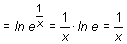 = ln e^{1/x} = 1/x · ln e = 1/x